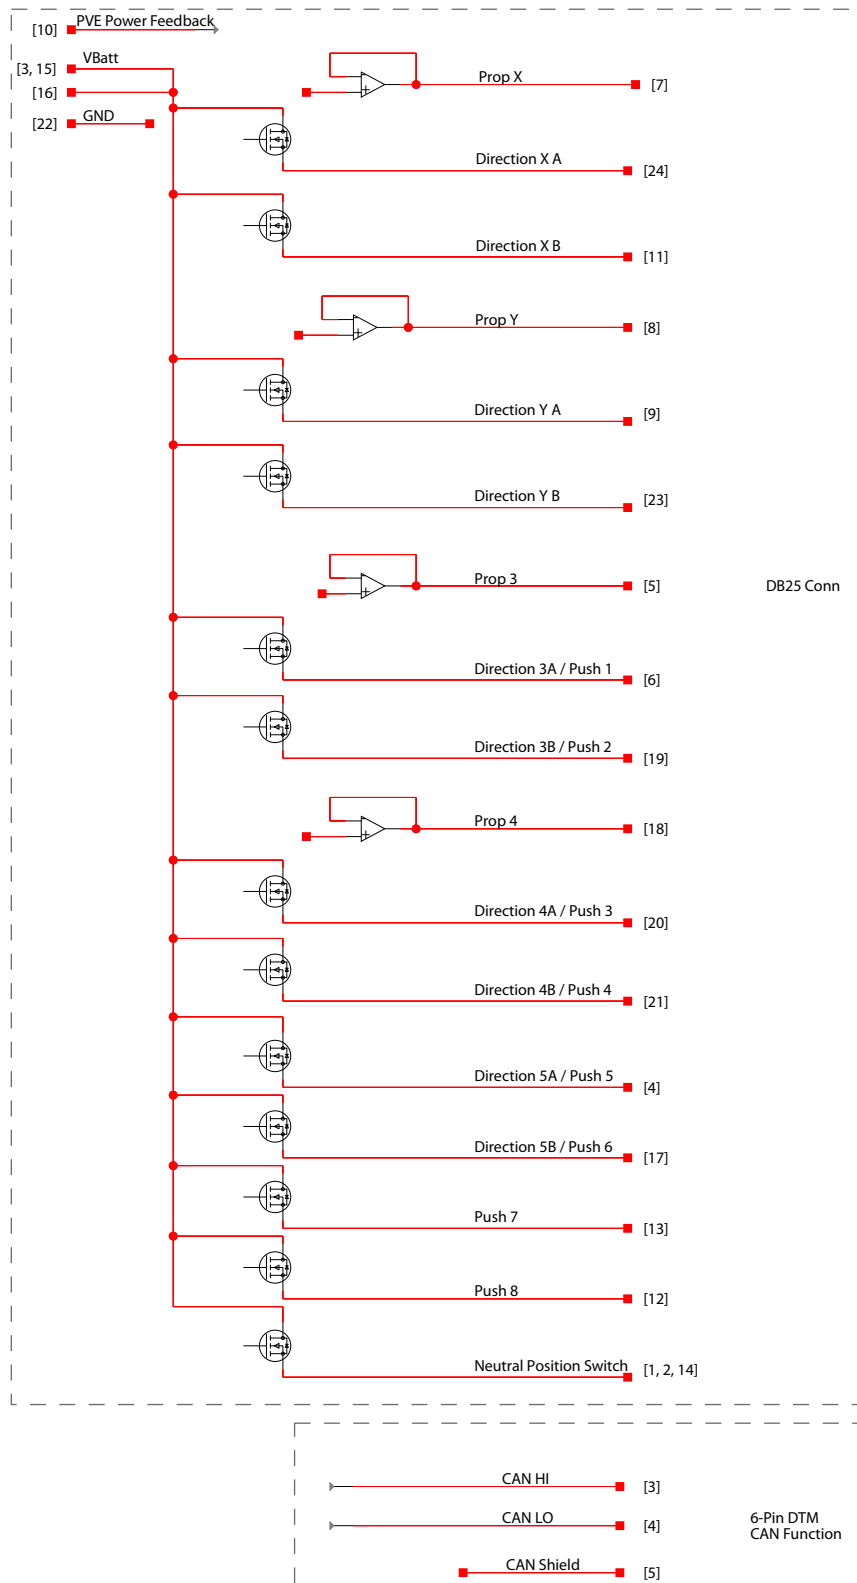 [10] PVE Power Feedback
[3, 15] VBatt
[16]
[22] GND
Prop X [7]
Direction X A [24]
Direction X B [11]
Prop Y [8]
Direction Y A [9]
Direction Y B [23]
Prop 3 [5]
DB25 Conn
Direction 3A / Push 1 [6]
Direction 3B / Push 2 [19]
Prop 4 [18]
Direction 4A / Push 3 [20]
Direction 4B / Push 4 [21]
Direction 5A / Push 5 [4]
Direction 5B / Push 6 [17]
Push 7 [13]
Push 8 [12]
Neutral Position Switch [1, 2, 14]
CAN HI [3]
CAN LO [4]
6-Pin DTM
CAN Function
CAN Shield [5]